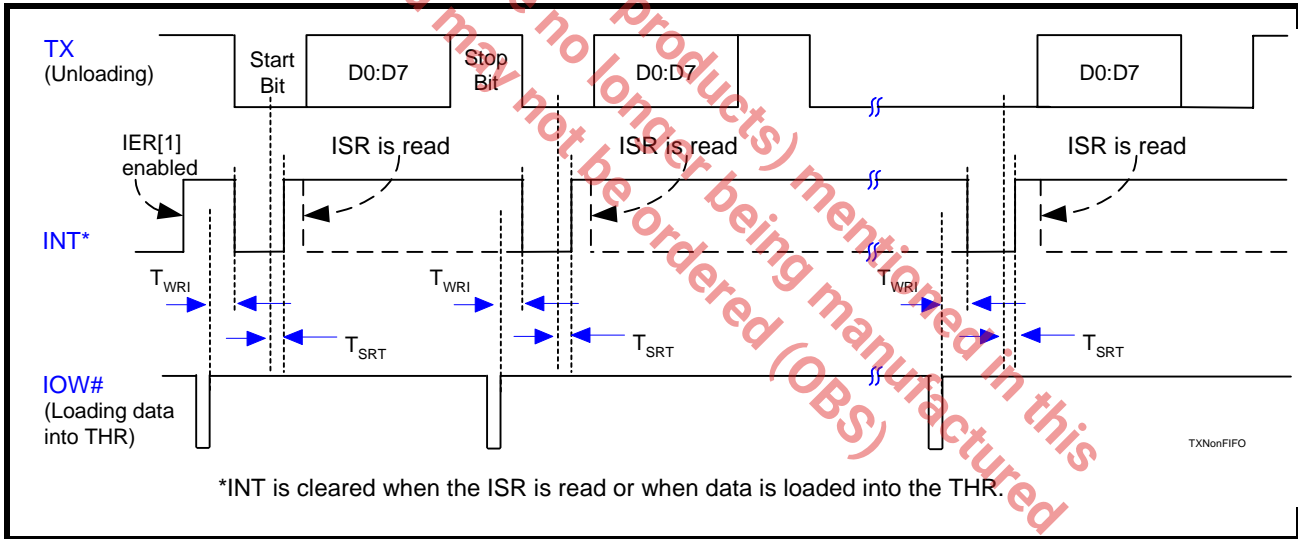 TX
(Unloading)
Start
Bit
D0:D7
Stop
Bit
D0:D7
D0:D7
IER[1]
enabled
ISR is read
ISR is read
ISR is read
INT*
TWRI
TWRI
TWRI
TSRT
TSRT
TSRT
IOW#
(Loading data
into THR)
TXNonFIFO
*INT is cleared when the ISR is read or when data is loaded into the THR.
products) mentioned in this
no longer being manufactured
may not be ordered (OBS)